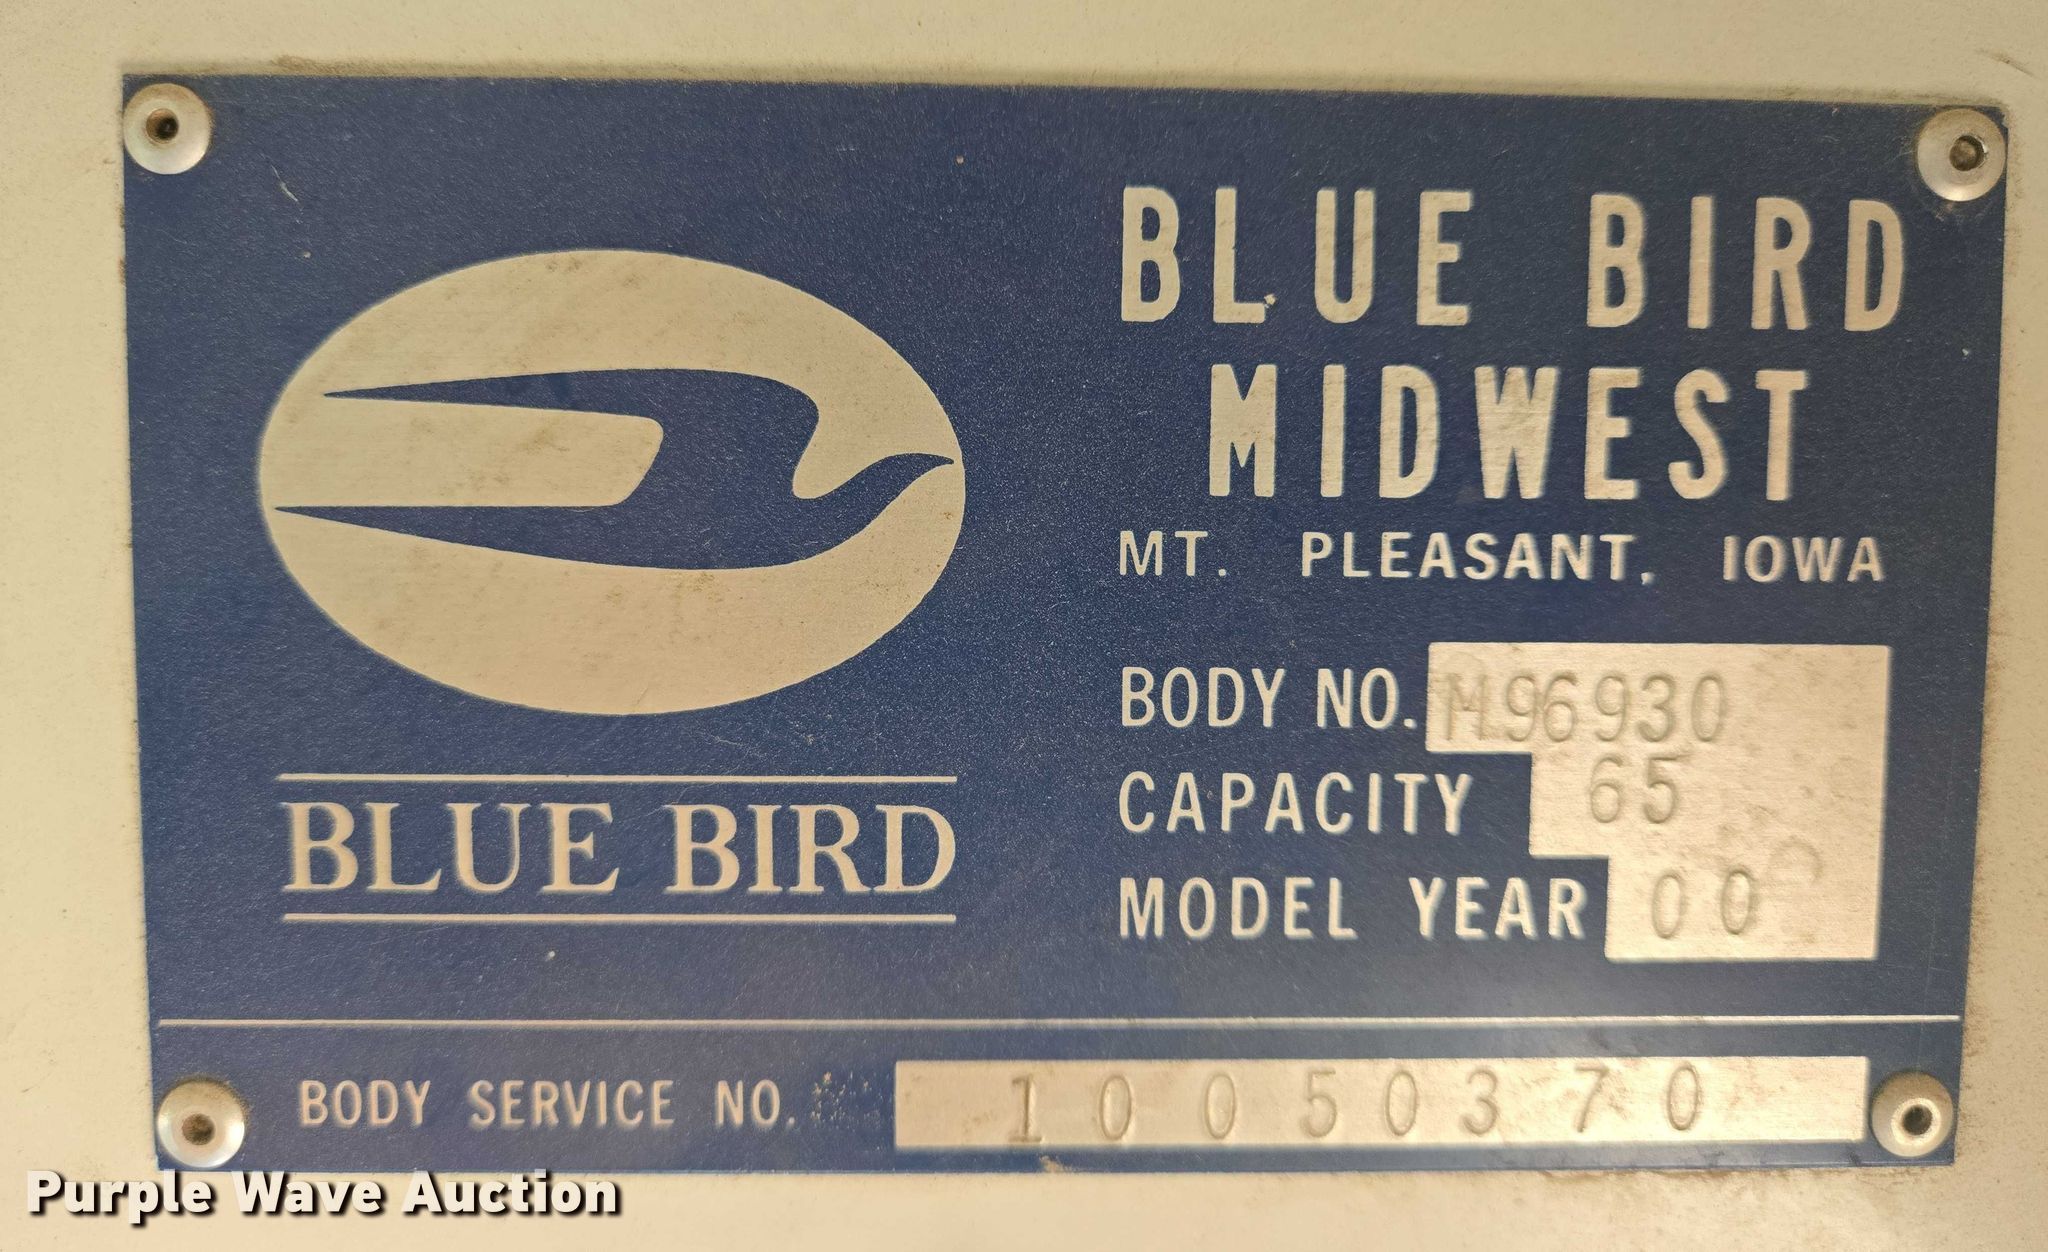 BLUE BIRD
MIDWEST
MT. PLEASANT, IOWA
BODY NO. M96930
CAPACITY 65
MODEL YEAR 00
BLUE BIRD
BODY SERVICE NO. 10050370
Purple Wave Auction